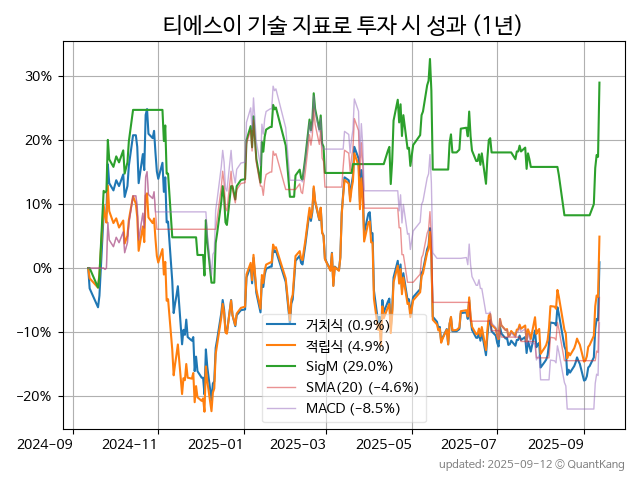 티에스이 기술 지표로 투자 시 성과 (1년)
30%
20%
10%
0%
−10%
−20%
거치식 (0.9%)
적립식 (4.9%)
SigM (29.0%)
SMA(20) (−4.6%)
MACD (−8.5%)
2024-09
2024-11
2025-01
2025-03
2025-05
2025-07
2025-09
updated: 2025-09-12 © QuantKang